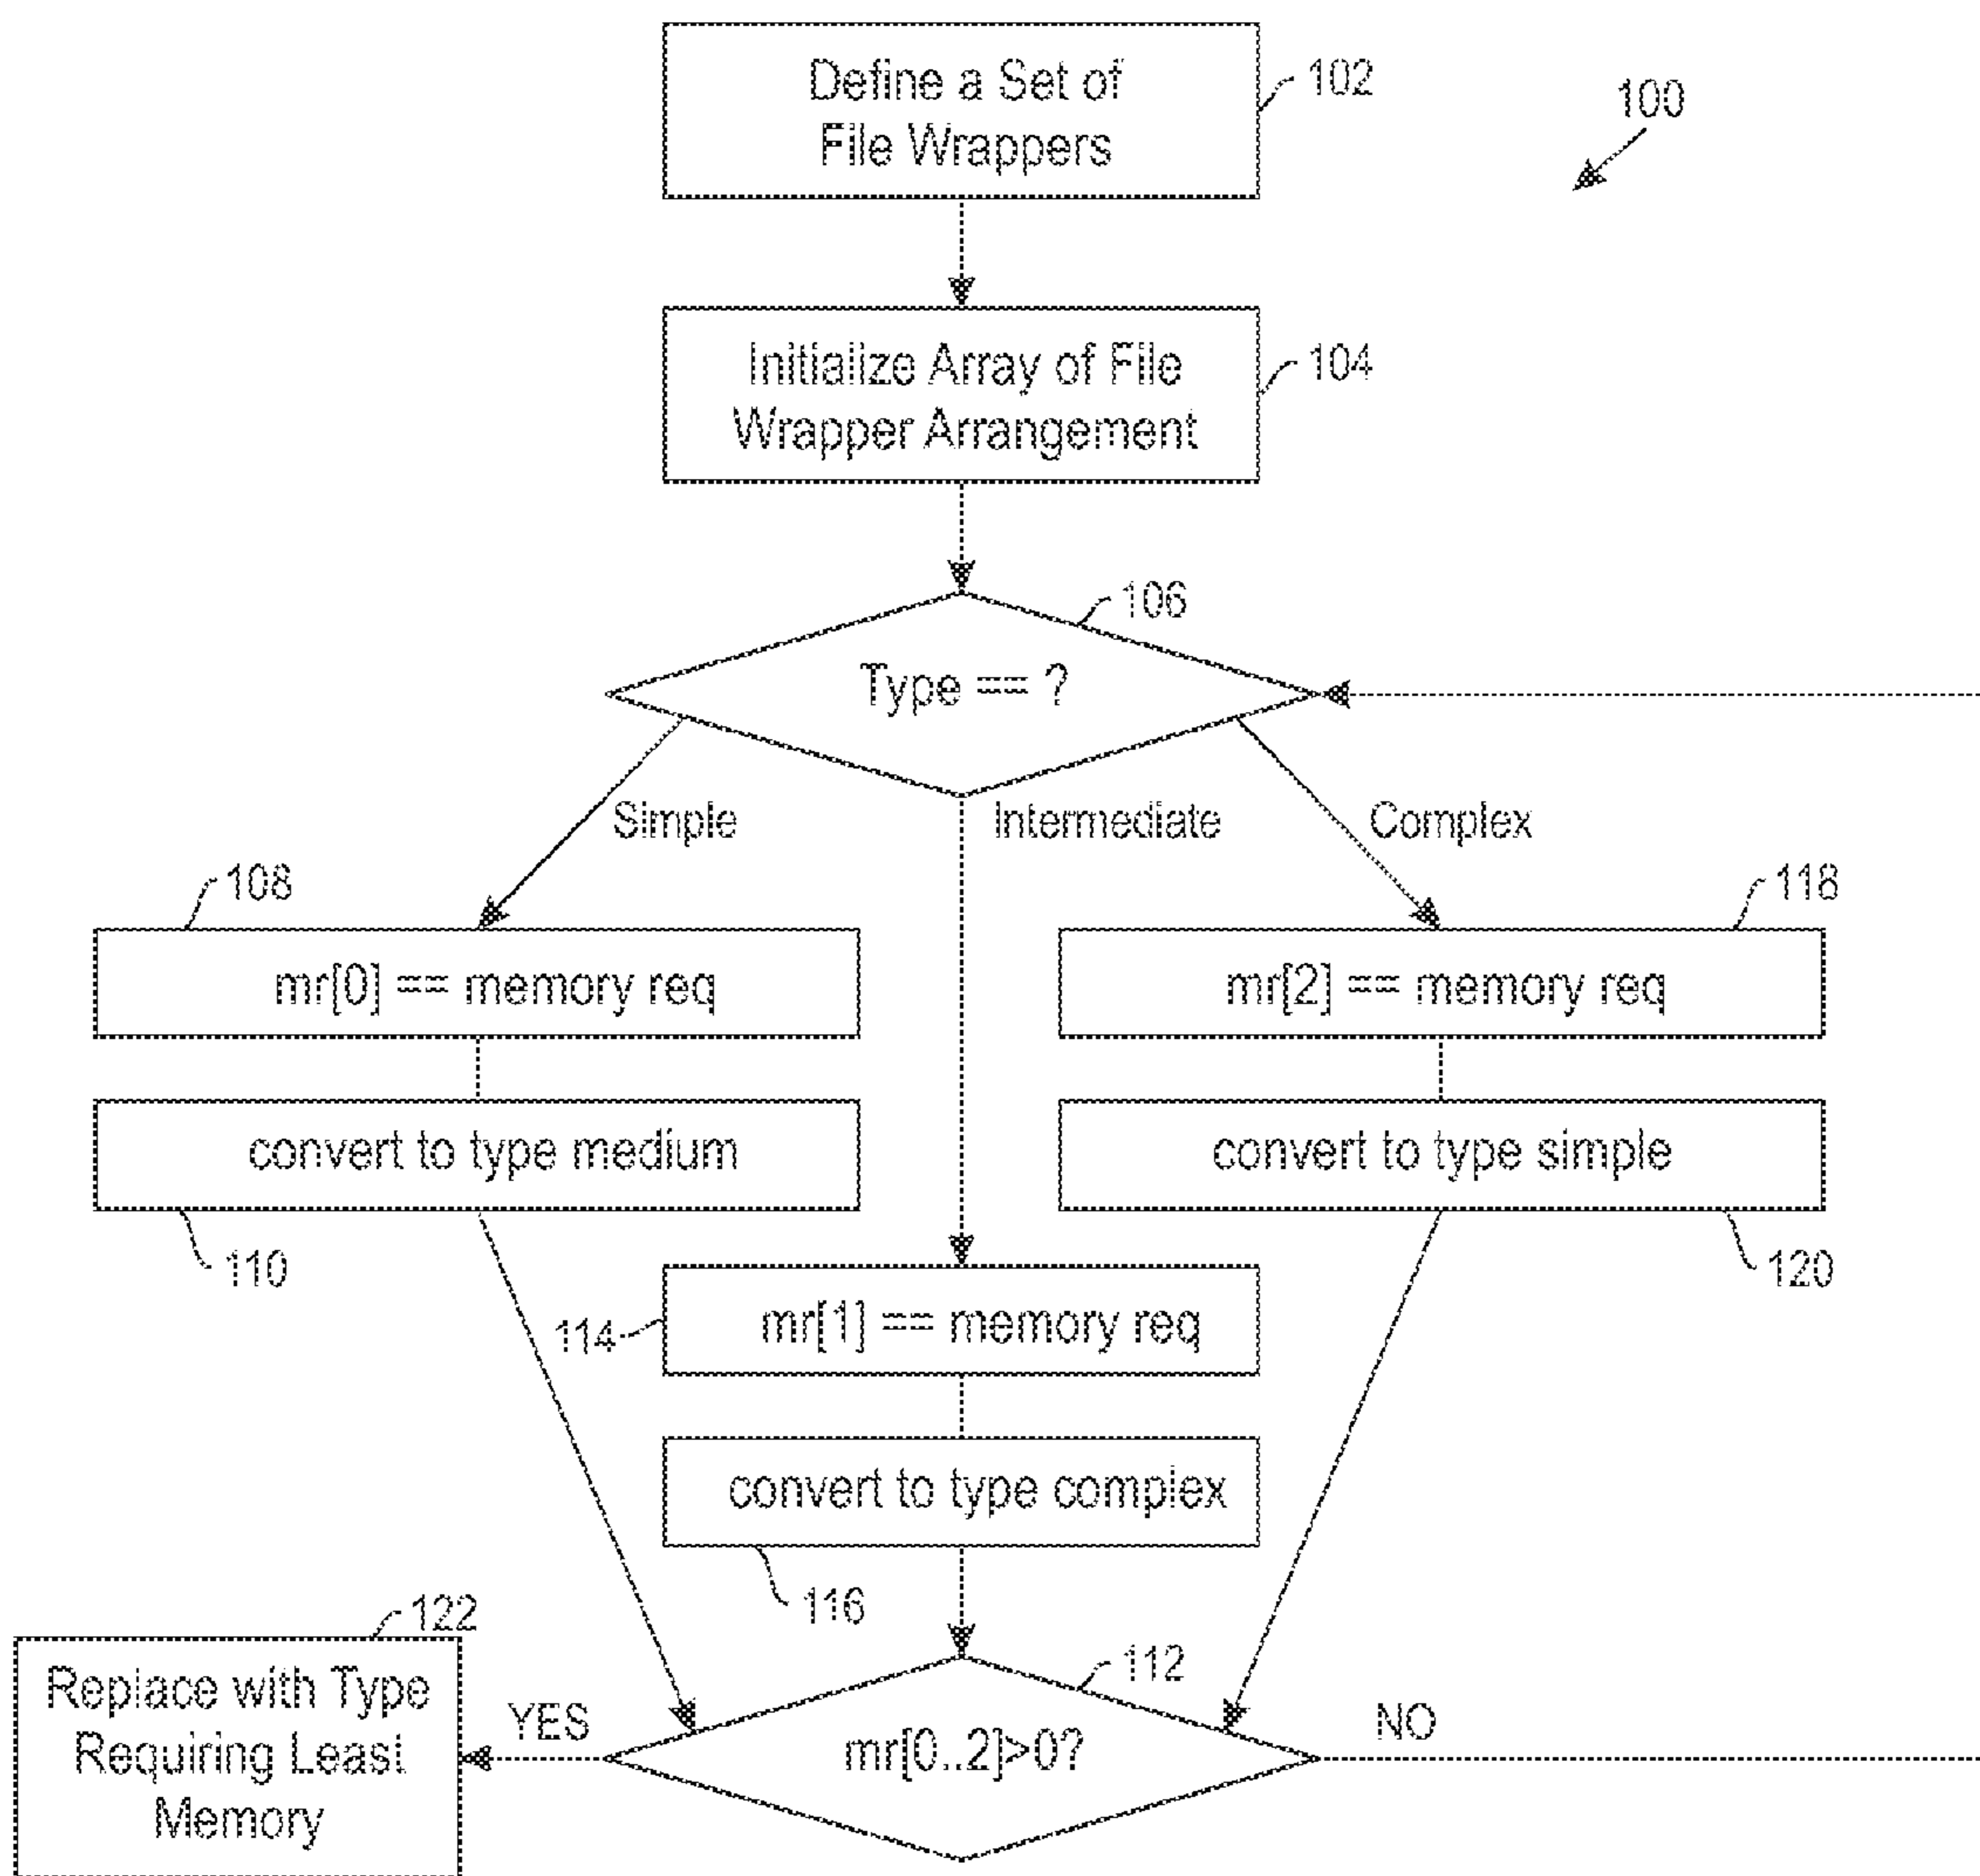 Define a Set of
File Wrappers
102
100
Initialize Array of File
Wrapper Arrangement
104
106
Type == ?
Simple
Intermediate
Complex
108
118
mr[0] == memory req
mr[2] == memory req
convert to type medium
convert to type simple
110
120
114
mr[1] == memory req
convert to type complex
116
122
112
Replace with Type
Requiring Least
Memory
YES
mr[0..2]>0?
NO